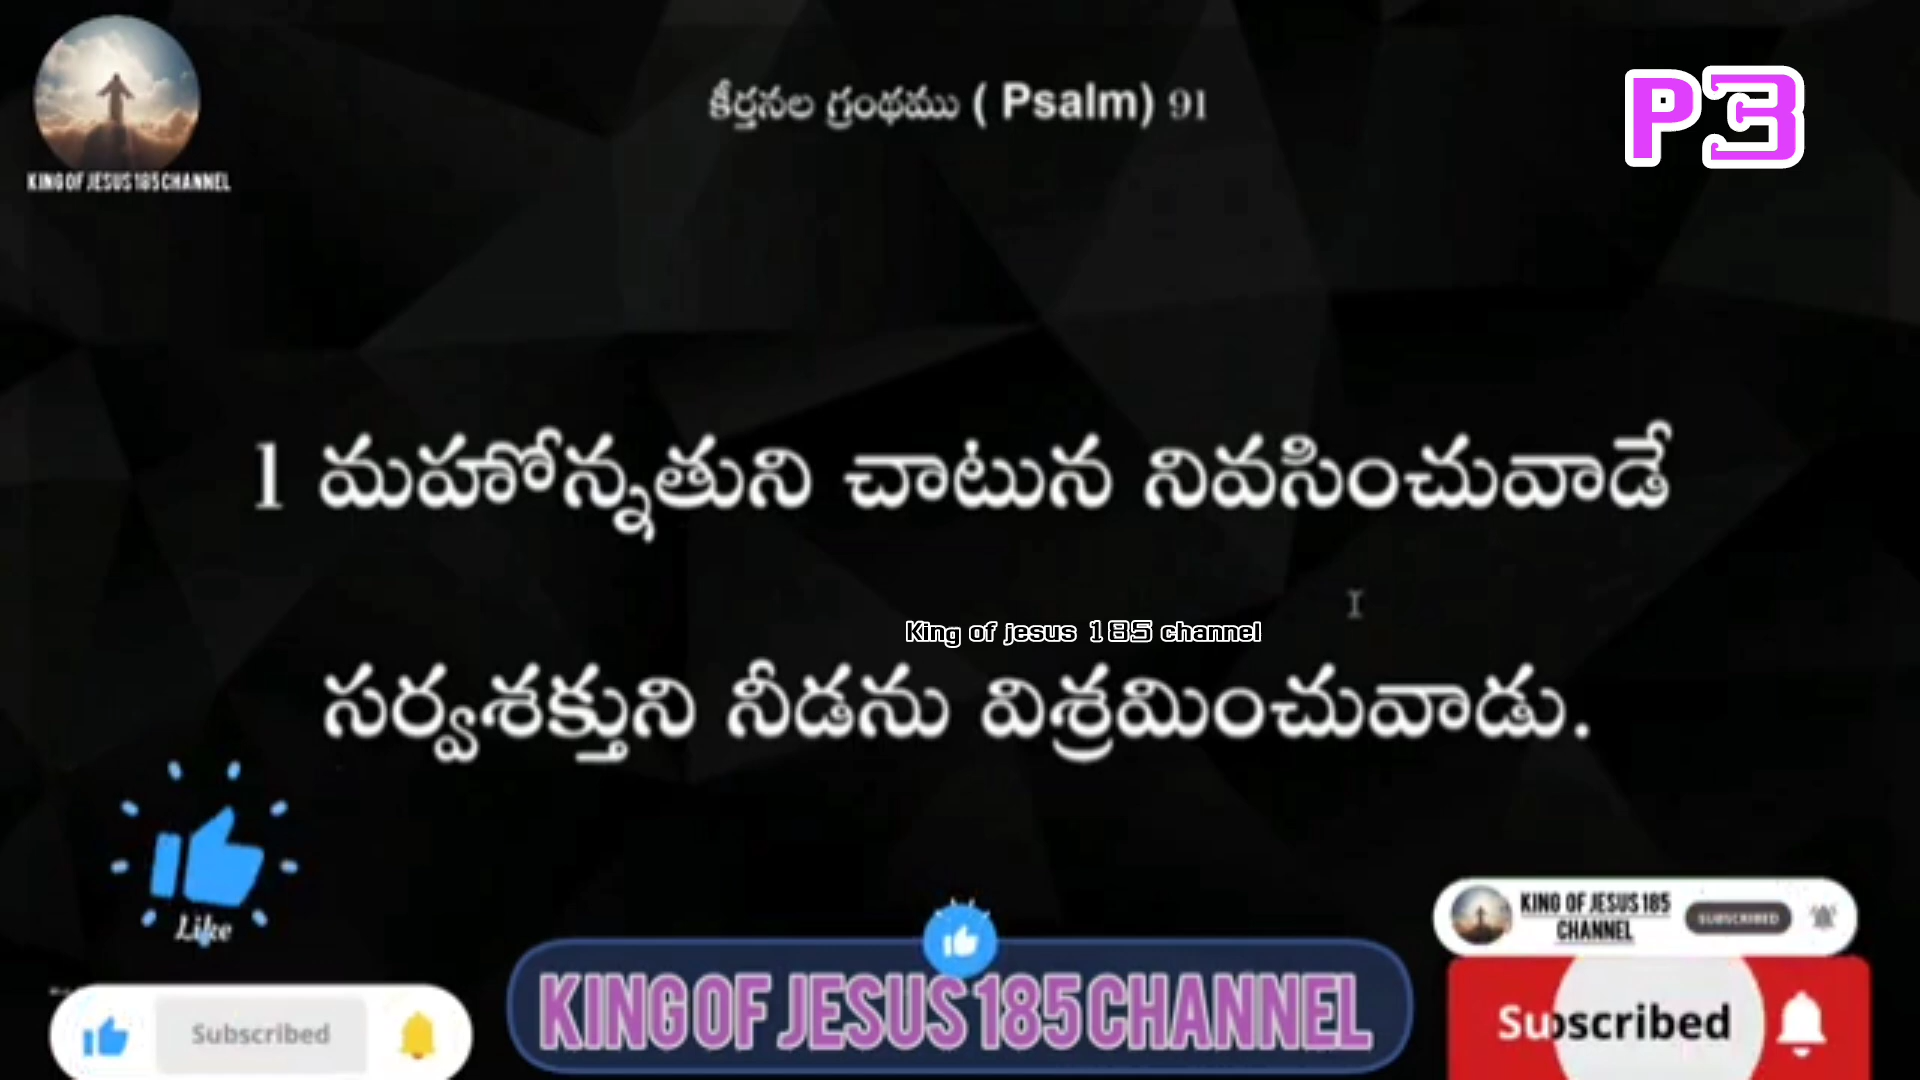 KING OF JESUS 185 CHANNEL
కీర్తనల గ్రంథము ( Psalm) 91
P3
1 మహోన్నతుని చాటున నివసించువాడే
King of jesus 185 channel
సర్వశక్తుని నీడను విశ్రమించువాడు.
Like
Subscribed
KING OF JESUS 185 CHANNEL
KING OF JESUS 185
CHANNEL
SUBSCRIBED
Subscribed